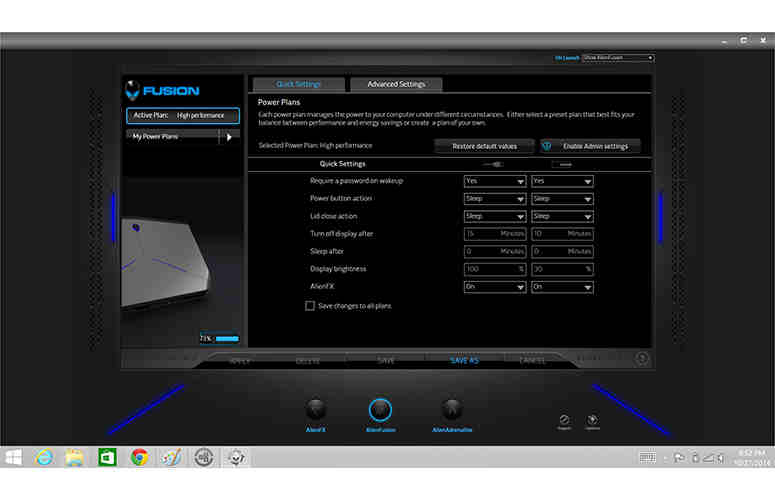 On Launch Show AlienFusion
FUSION
Quick Settings
Advanced Settings
Active Plan: High performance
My Power Plans
Power Plans
Each power plan manages the power to your computer under different circumstances. Either select a preset plan that best fits your
balance between performance and energy savings or create a plan of your own.
Selected Power Plan: High performance
Restore default values
Enable Admin settings
Quick Settings
Require a password on wakeup Yes Yes
Power button action Sleep Sleep
Lid close action Sleep Sleep
Turn off display after 15 Minutes 10 Minutes
Sleep after 0 Minutes 0 Minutes
Display brightness 100 % 30 %
AlienFX On On
Save changes to all plans
73%
APPLY DELETE SAVE SAVE AS CANCEL ?
AlienFX AlienFusion AlienAdrenaline
Support Options
8:52 PM
10/27/2014